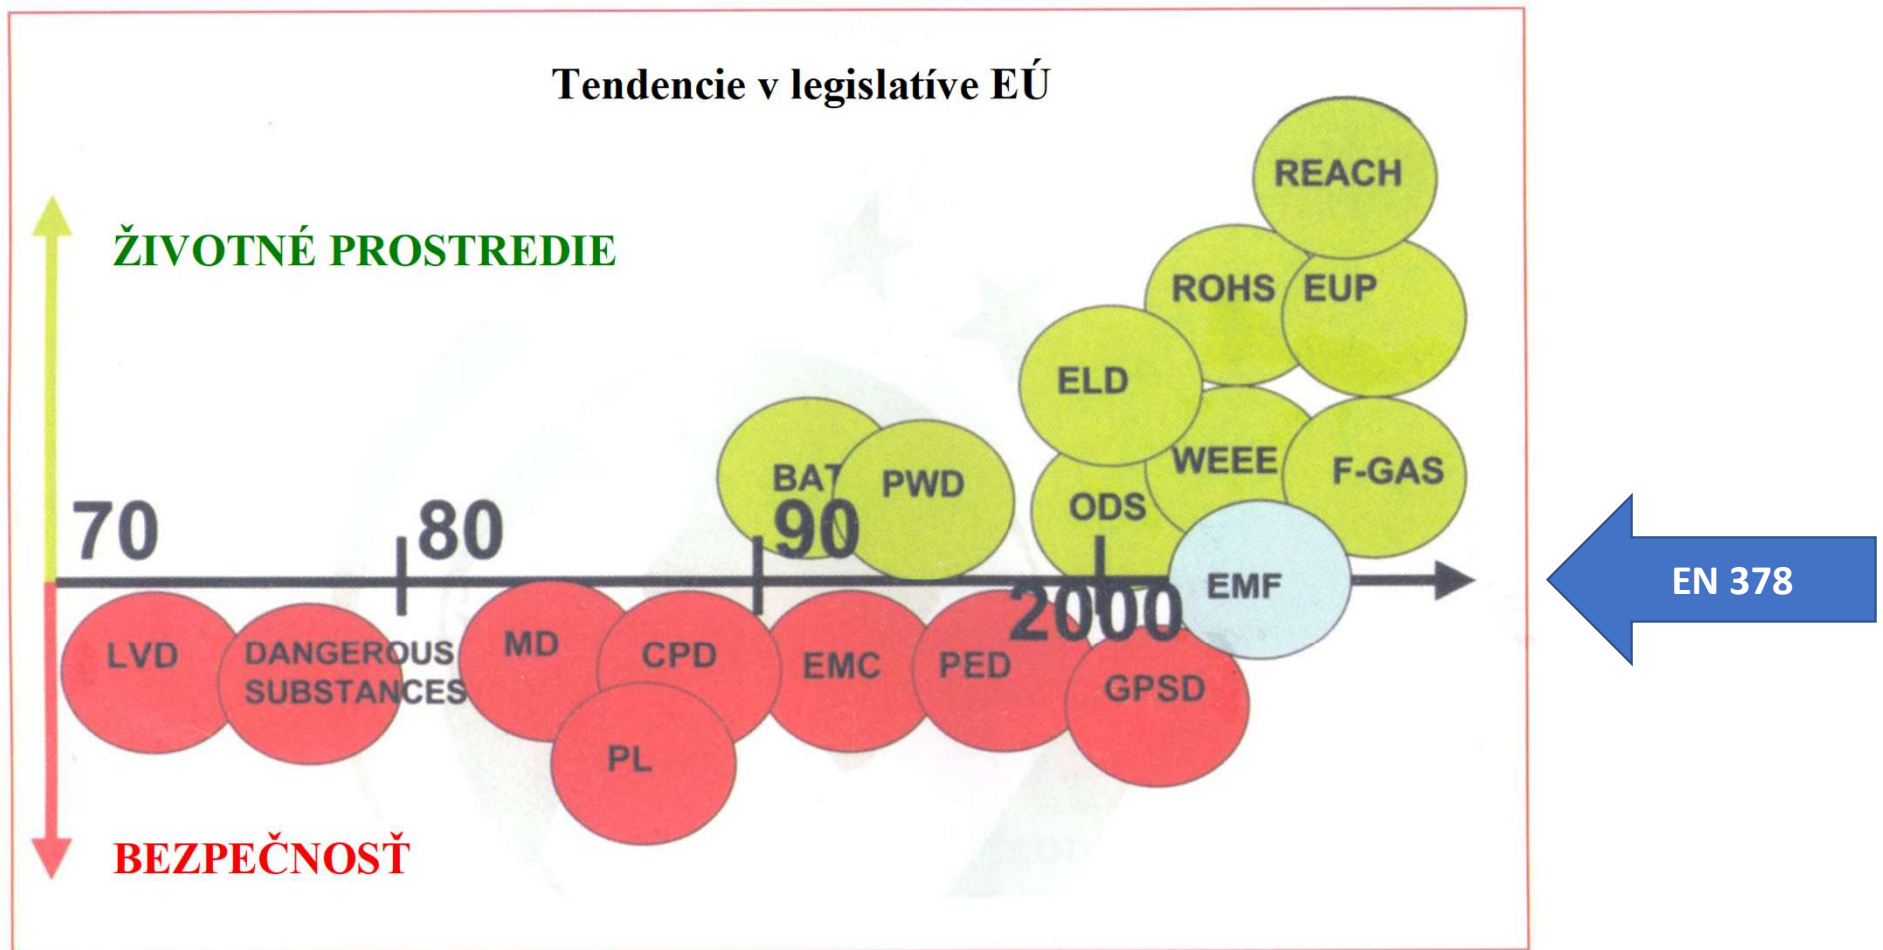 Tendencie v legislatíve EÚ
REACH
ŽIVOTNÉ PROSTREDIE
ROHS
EUP
ELD
BAT
PWD
WEEE
F-GAS
ODS
70
80
90
2000
EMF
EN 378
LVD
DANGEROUS
SUBSTANCES
MD
CPD
EMC
PED
GPSD
PL
BEZPEČNOSŤ